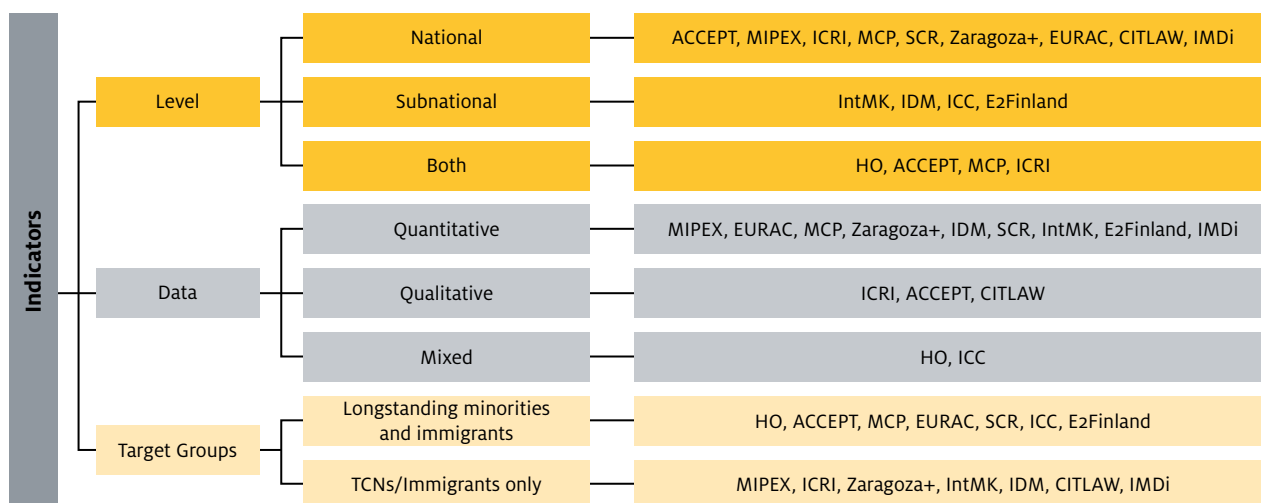 Indicators
Level
National
ACCEPT, MIPEX, ICRI, MCP, SCR, Zaragoza+, EURAC, CITLAW, IMDi
Subnational
IntMK, IDM, ICC, E2Finland
Both
HO, ACCEPT, MCP, ICRI
Data
Quantitative
MIPEX, EURAC, MCP, Zaragoza+, IDM, SCR, IntMK, E2Finland, IMDi
Qualitative
ICRI, ACCEPT, CITLAW
Mixed
HO, ICC
Target Groups
Longstanding minorities
and immigrants
HO, ACCEPT, MCP, EURAC, SCR, ICC, E2Finland
TCNs/Immigrants only
MIPEX, ICRI, Zaragoza+, IntMK, IDM, CITLAW, IMDi